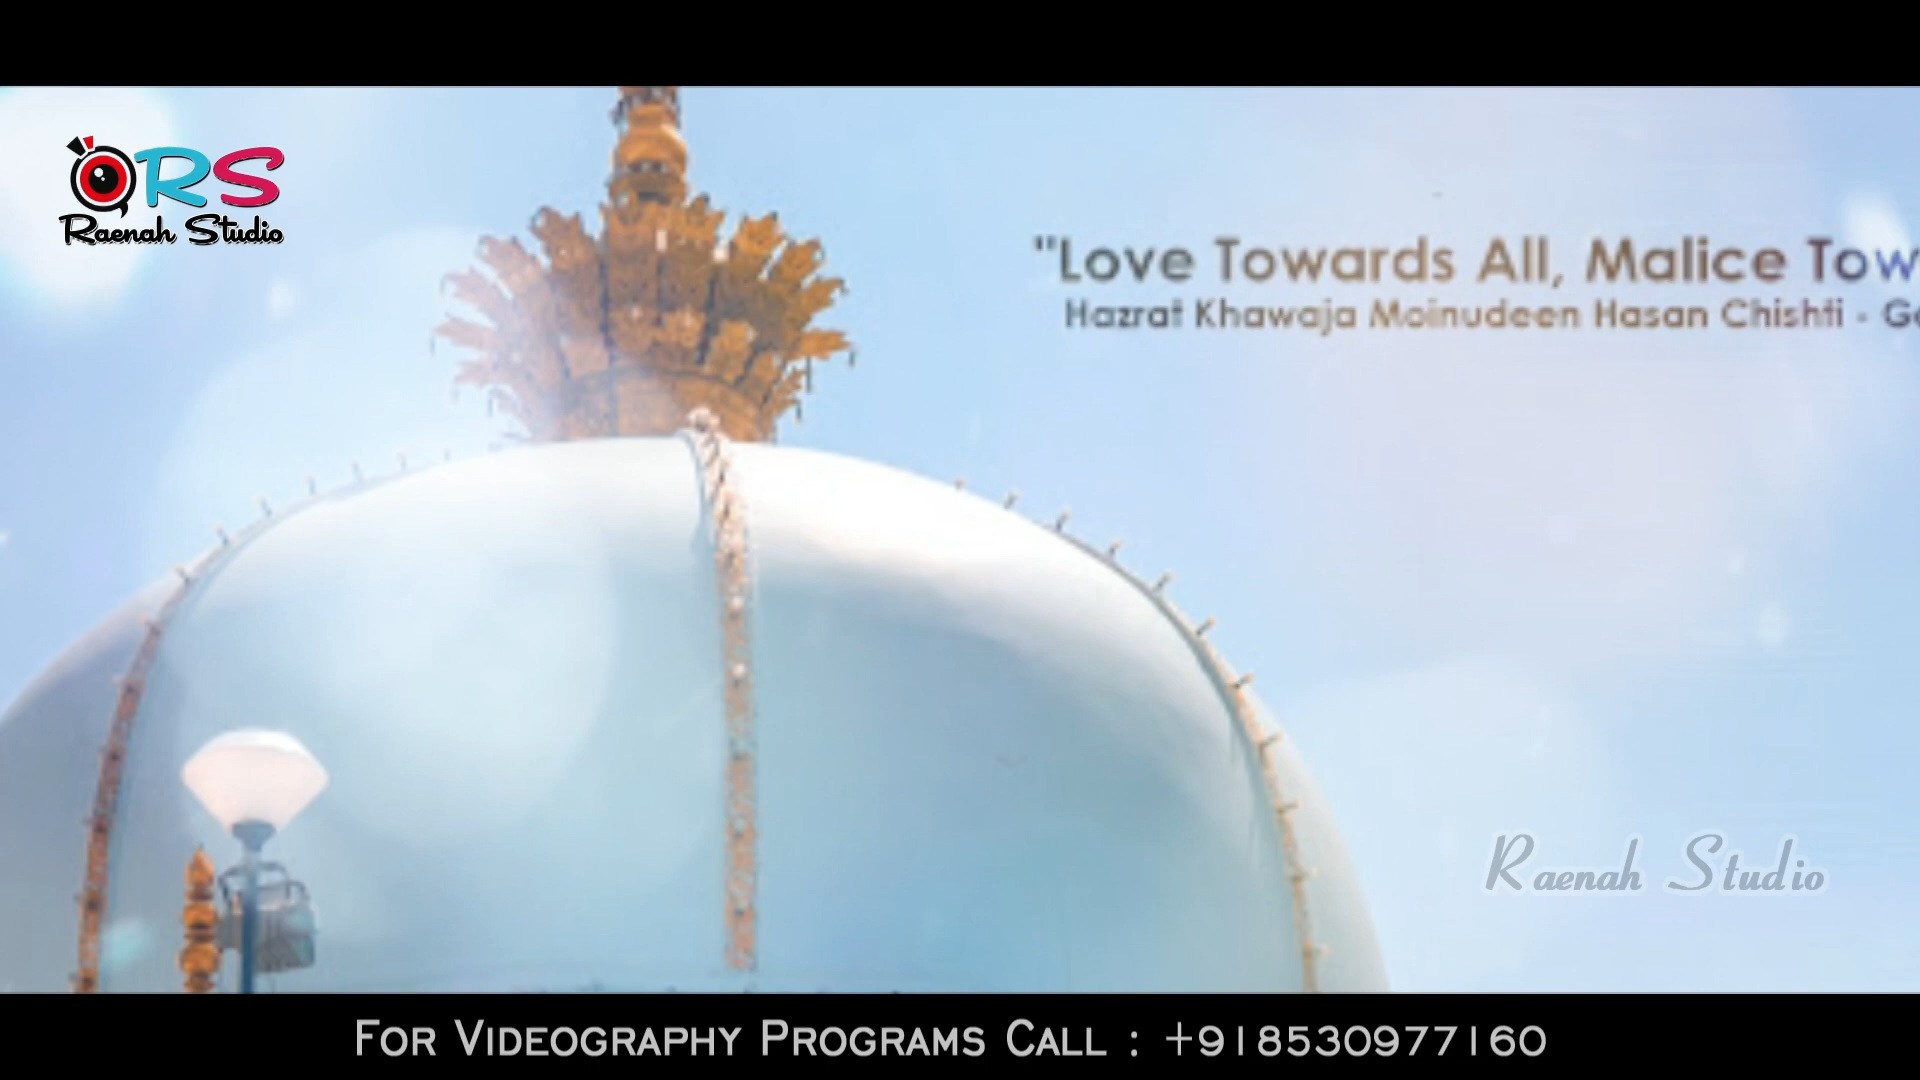 RS
Raenah Studio
"Love Towards All, Malice
Hazrat Khawaja Moinudeen Hasan Chishti -
Raenah Studio
FOR VIDEOGRAPHY PROGRAMS CALL : +918530977160